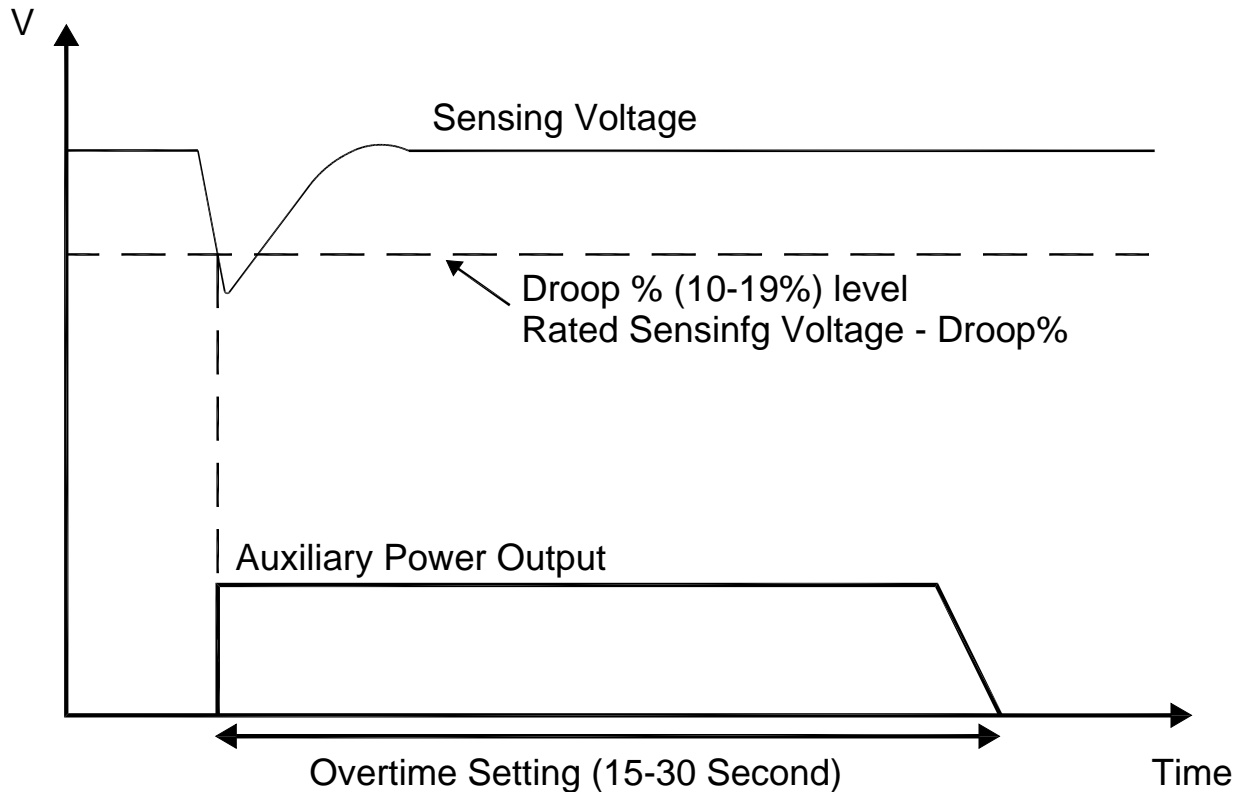 V
Sensing Voltage
Droop % (10-19%) level
Rated Sensinfg Voltage - Droop%
Auxiliary Power Output
Overtime Setting (15-30 Second)
Time